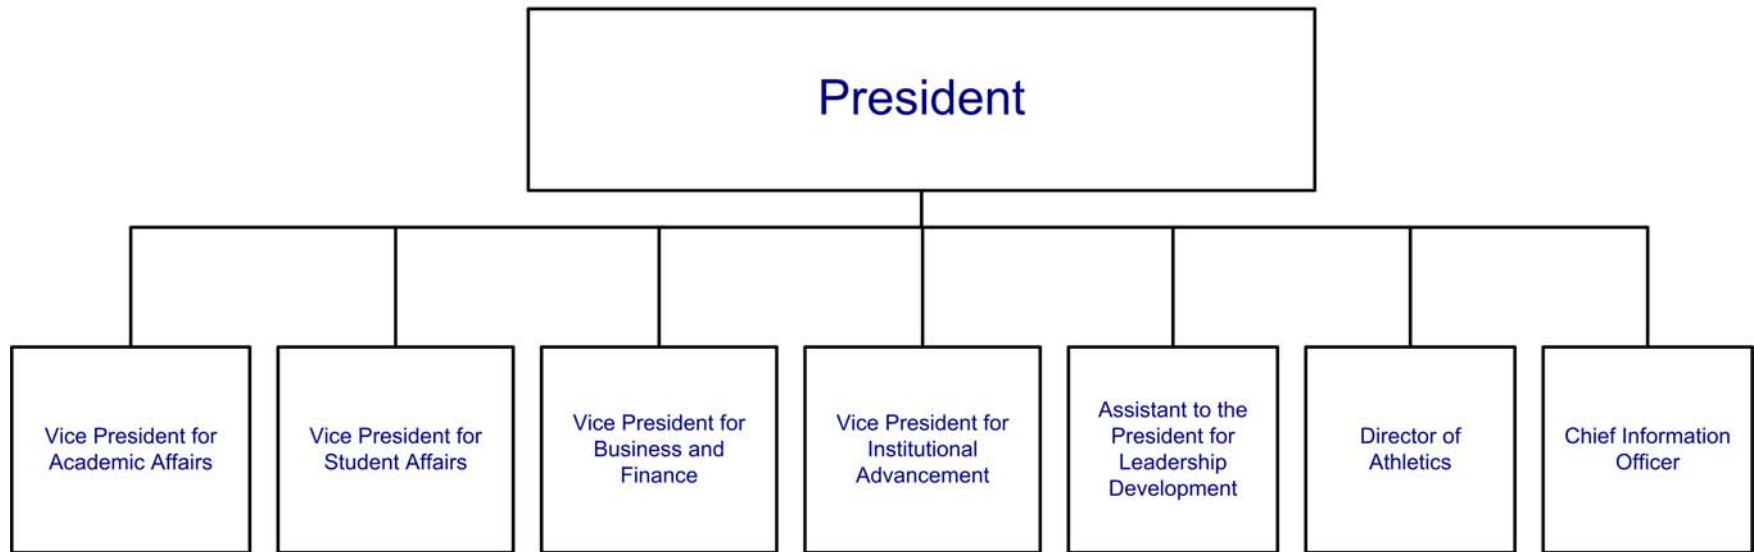 President
Vice President for
Academic Affairs
Vice President for
Student Affairs
Vice President for
Business and
Finance
Vice President for
Institutional
Advancement
Assistant to the
President for
Leadership
Development
Director of
Athletics
Chief Information
Officer